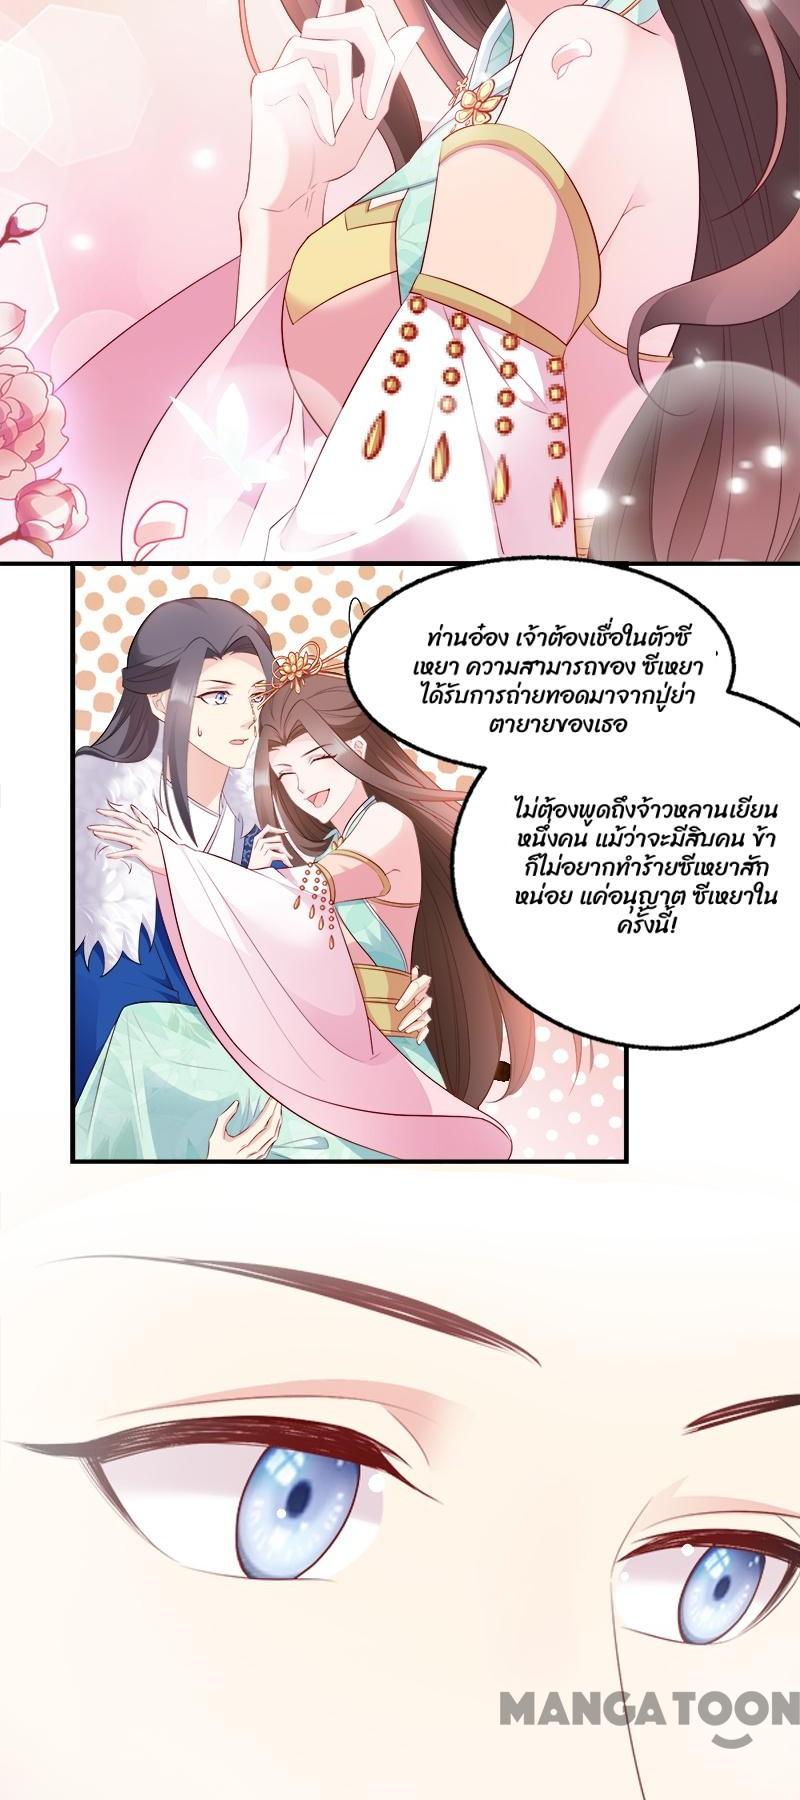 ท่านอ๋อง เจ้าต้องเชื่อในตัวซี
เหยา ความสามารถของ ซีเหยา
ได้รับการถ่ายทอดมาจากปู่ย่า
ตายายของเธอ
ไม่ต้องพูดถึงจ้าวหลานเยียน
หนึ่งคน แม้ว่าจะมีสิบคน ข้า
ก็ไม่อยากทำร้ายซีเหยาสัก
หน่อย แค่อนุญาต ซีเหยาใน
ครั้งนี้!
MANGATOON